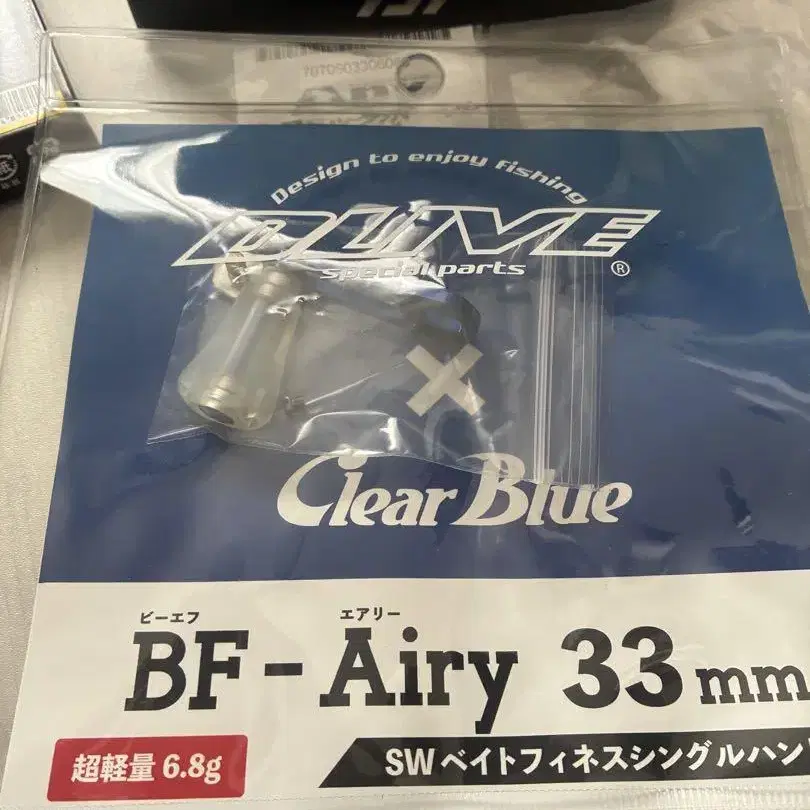 Design to enjoy fishing
DLIVE
special parts
®
×
Clear Blue
ビーエフ エアリー
BF-Airy 33mm
超軽量 6.8g
SWベイトフィネスシングルハン